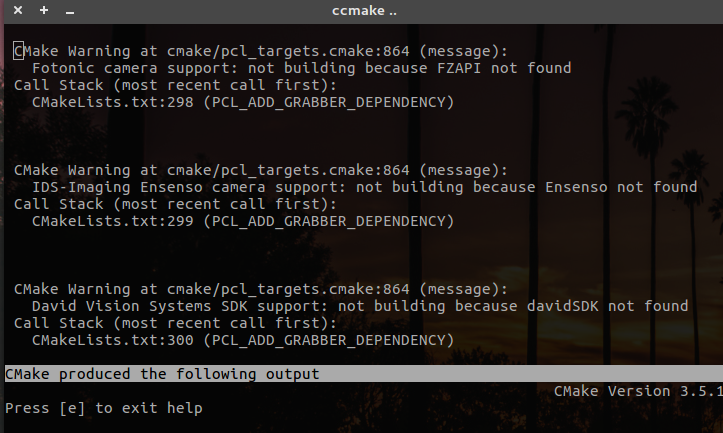 ccmake ..
CMake Warning at cmake/pcl_targets.cmake:864 (message):
Fotonic camera support: not building because FZAPI not found
Call Stack (most recent call first):
CMakeLists.txt:298 (PCL_ADD_GRABBER_DEPENDENCY)
CMake Warning at cmake/pcl_targets.cmake:864 (message):
IDS-Imaging Ensenso camera support: not building because Ensenso not found
Call Stack (most recent call first):
CMakeLists.txt:299 (PCL_ADD_GRABBER_DEPENDENCY)
CMake Warning at cmake/pcl_targets.cmake:864 (message):
David Vision Systems SDK support: not building because davidSDK not found
Call Stack (most recent call first):
CMakeLists.txt:300 (PCL_ADD_GRABBER_DEPENDENCY)
CMake produced the following output
CMake Version 3.5.1
Press [e] to exit help